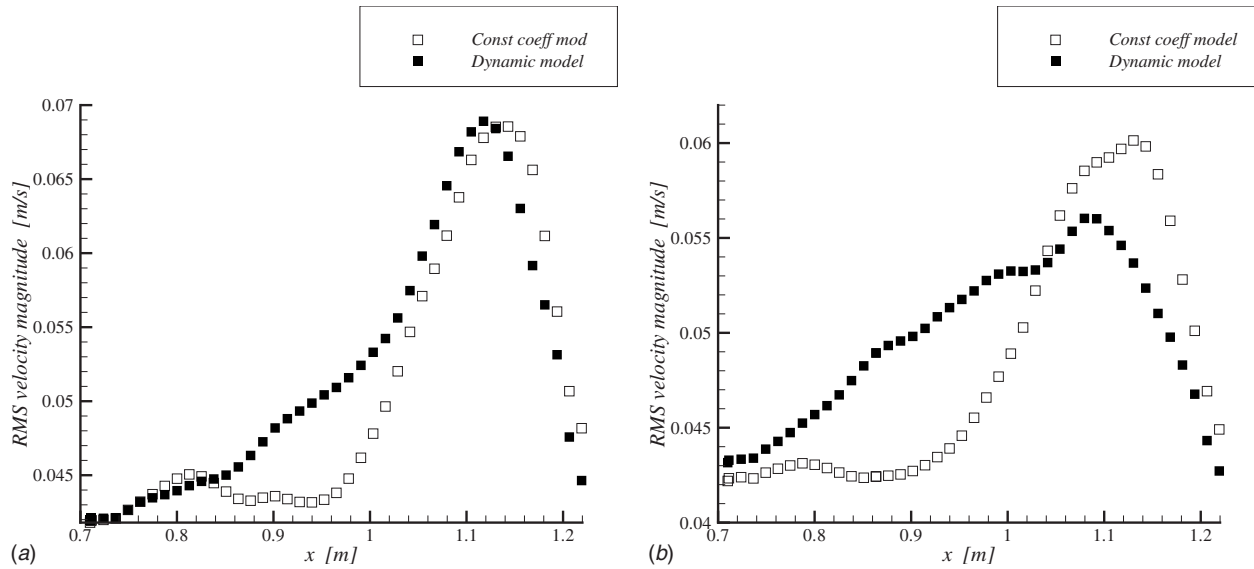 Const coeff mod
Dynamic model
0.07
0.065
0.06
0.055
0.05
0.045
RMS velocity magnitude [m/s]
0.7
0.8
0.9
1
1.1
1.2
x [m]
(a)
Const coeff model
Dynamic model
0.06
0.055
0.05
0.045
0.04
RMS velocity magnitude [m/s]
0.7
0.8
0.9
1
1.1
1.2
x [m]
(b)